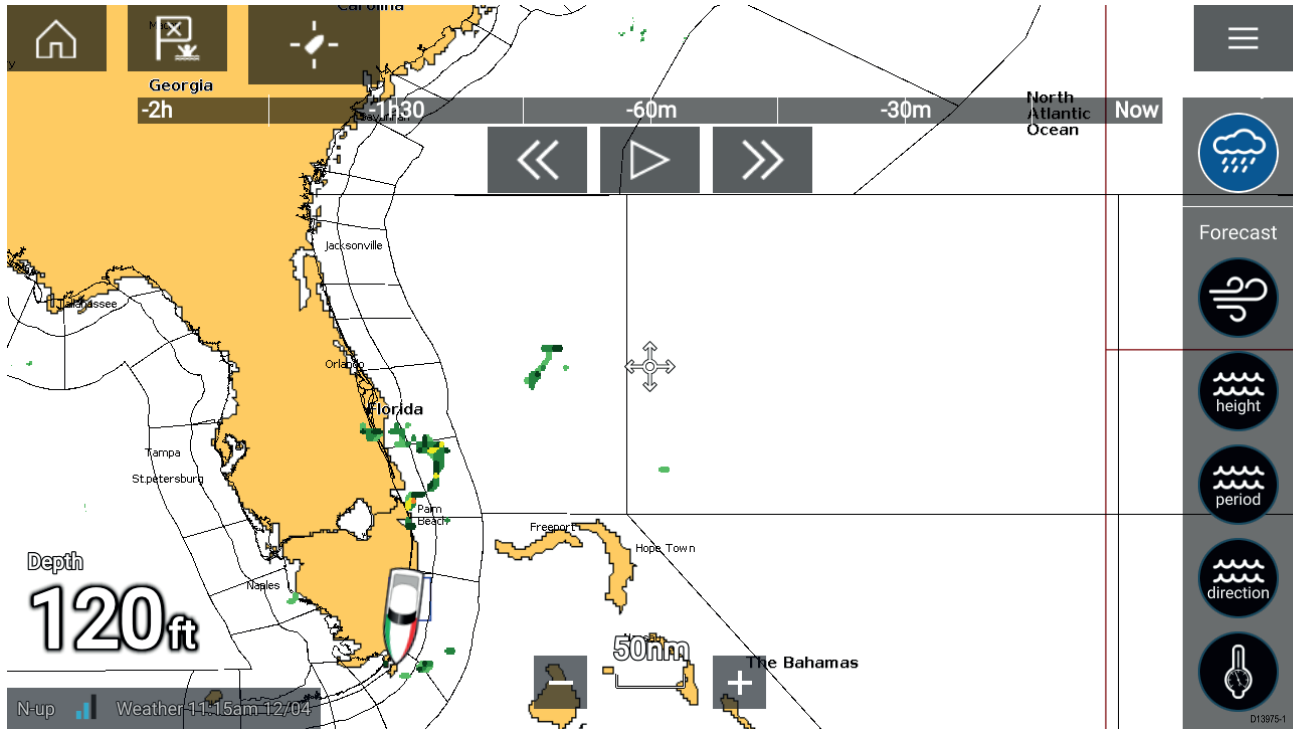 Carolina
Georgia
-2h
-1h30
-60m
-30m
Now
Savannah
North
Atlantic
Ocean
Forecast
Jacksonville
Tallahassee
Orlando
Florida
height
Tampa
St.petersburg
period
Palm
Beach
Freeport
Hope Town
Depth
120ft
Naples
direction
50nm
The Bahamas
N-up
Weather 11.15am 12/04
D13975-1